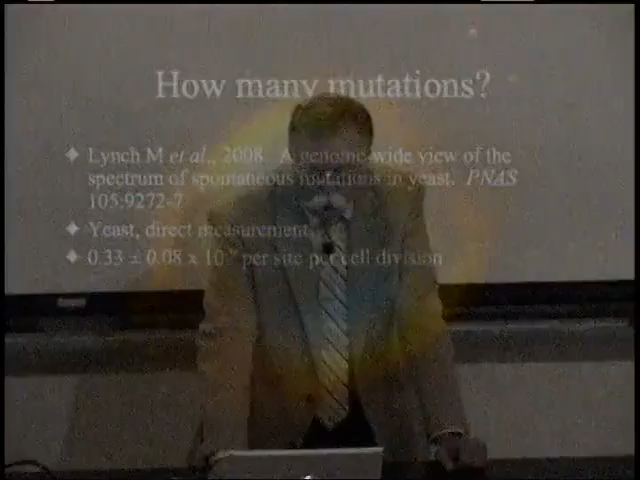 How many mutations?
Lynch M et al., 2008. A genome-wide view of the
spectrum of spontaneous mutations in yeast. PNAS
105:9272-7
Yeast, direct measurement
0.33 ± 0.08 x 10 per site per cell division